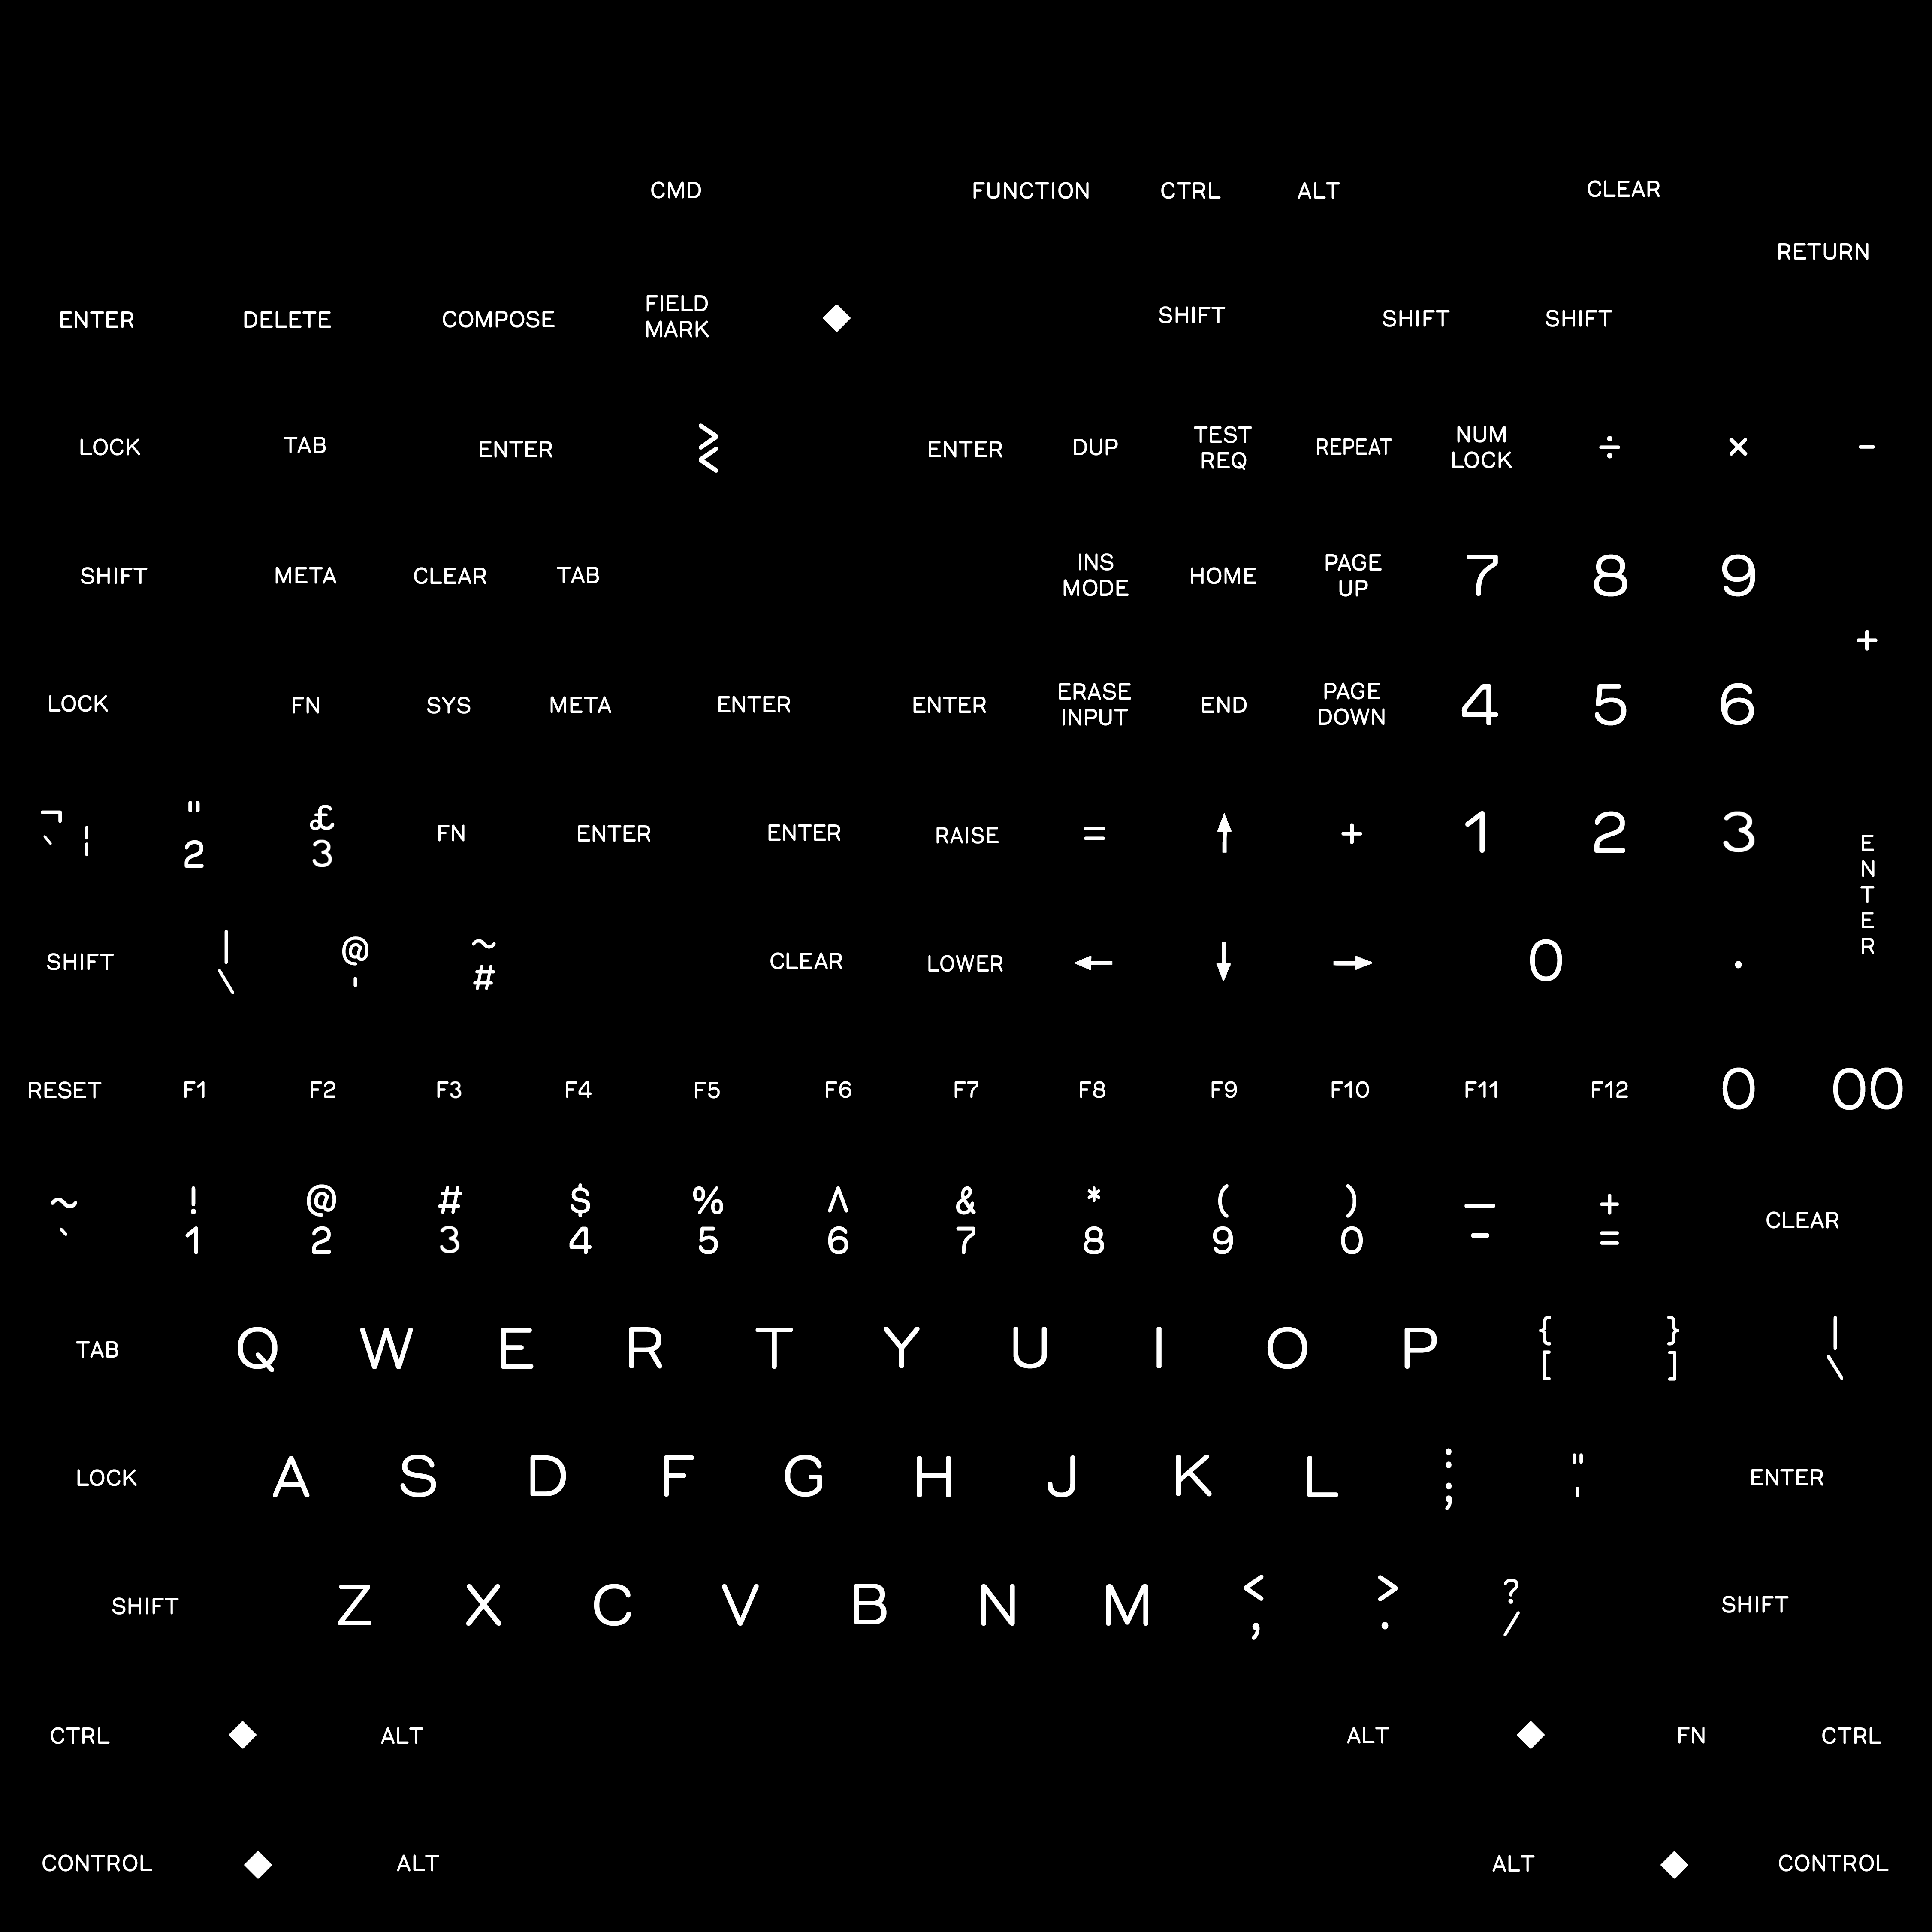 CMD FUNCTION CTRL ALT CLEAR
RETURN
ENTER DELETE COMPOSE FIELD MARK ◆ SHIFT SHIFT SHIFT
LOCK TAB ENTER > < ENTER DUP TEST REQ REPEAT NUM LOCK ÷ × -
SHIFT META CLEAR TAB INS MODE HOME PAGE UP 7 8 9
+
LOCK FN SYS META ENTER ENTER ERASE INPUT END PAGE DOWN 4 5 6
¬ ` ¦ " 2 £ 3 FN ENTER ENTER RAISE = ↑ + 1 2 3
ENTER
SHIFT | \ @ ' ~ # CLEAR LOWER ← ↓ → 0 .
RESET F1 F2 F3 F4 F5 F6 F7 F8 F9 F10 F11 F12 0 00
~ ! @ # $ % ^ & * ( ) _ +
` 1 2 3 4 5 6 7 8 9 0 - = CLEAR
TAB Q W E R T Y U I O P { [ } ] | \
LOCK A S D F G H J K L : ; " ' ENTER
SHIFT Z X C V B N M < , > . ? / SHIFT
CTRL ◆ ALT ALT ◆ FN CTRL
CONTROL ◆ ALT ALT ◆ CONTROL